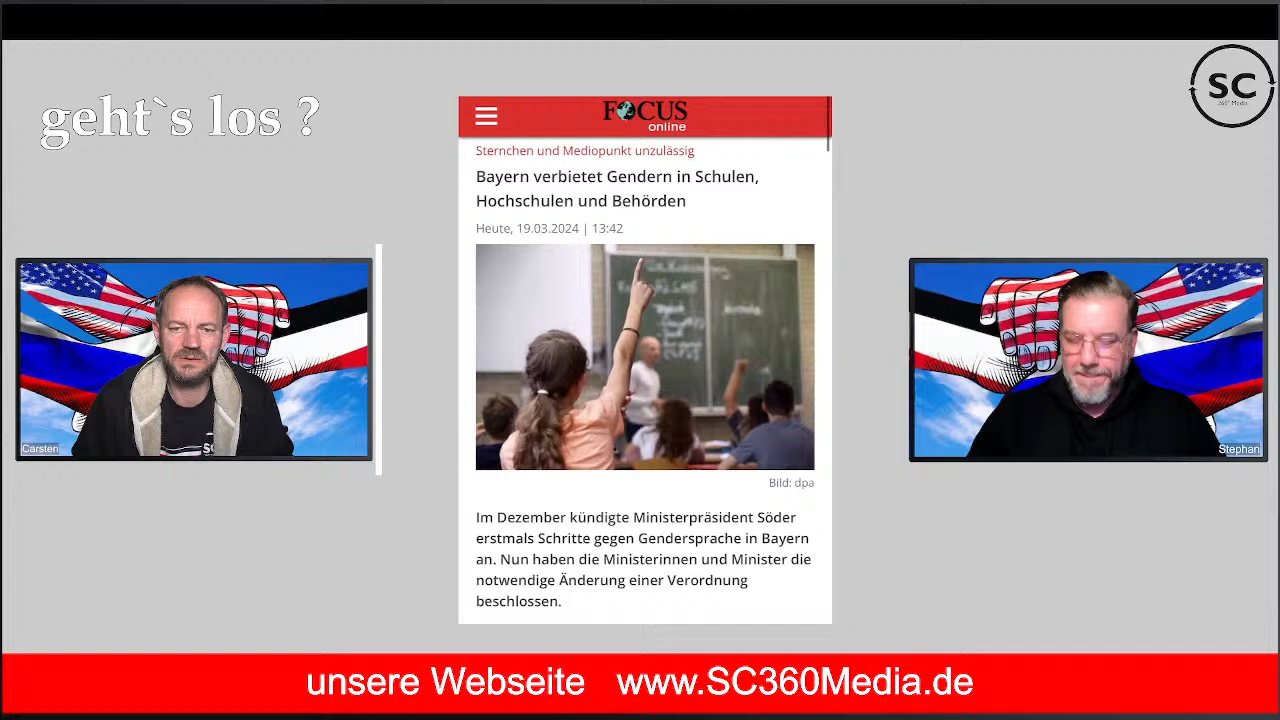 geht`s los ?
SC
360° Media
FOCUS
online
Sternchen und Mediopunkt unzulässig
Bayern verbietet Gendern in Schulen,
Hochschulen und Behörden
Heute, 19.03.2024 | 13:42
Bild: dpa
Im Dezember kündigte Ministerpräsident Söder
erstmals Schritte gegen Gendersprache in Bayern
an. Nun haben die Ministerinnen und Minister die
notwendige Änderung einer Verordnung
beschlossen.
Carsten
Stephan
unsere Webseite www.SC360Media.de